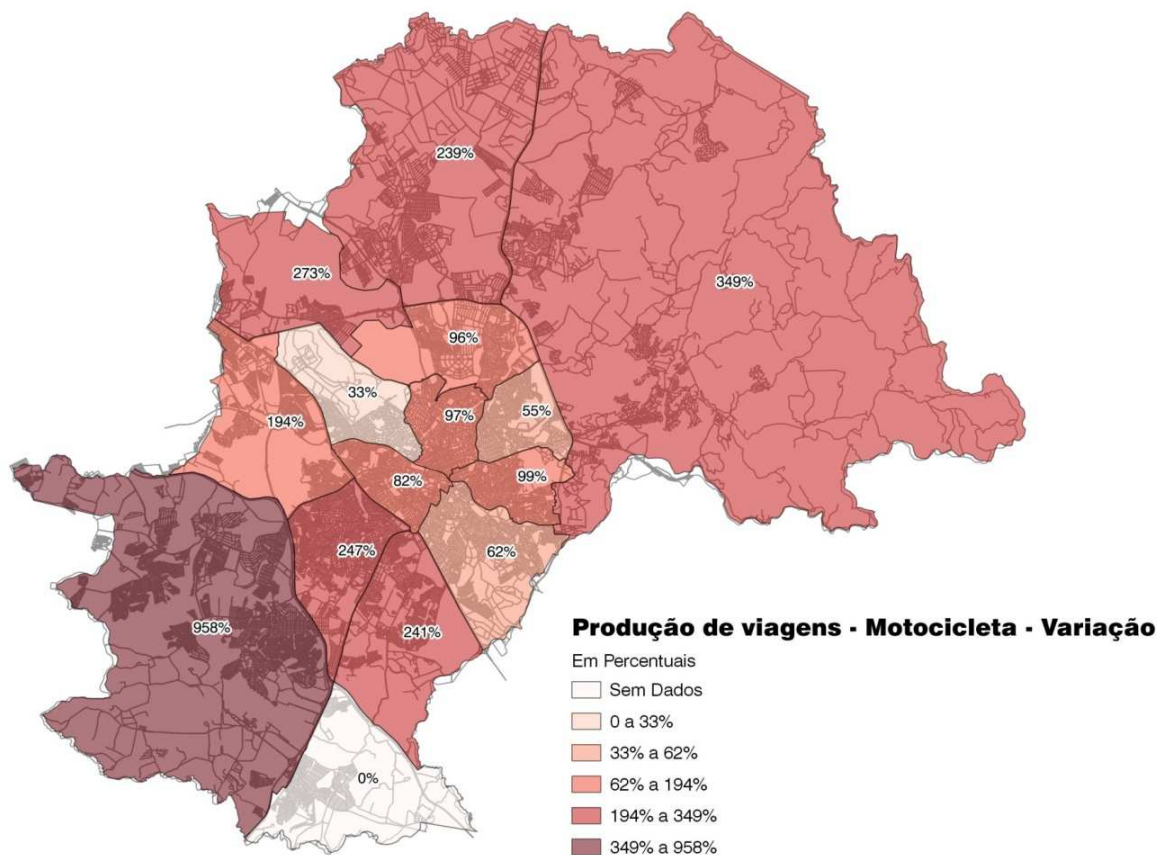 239%
273%
349%
96%
33%
97%
55%
194%
82%
99%
247%
62%
958%
241%
0%
Produção de viagens - Motocicleta - Variação
Em Percentuais
Sem Dados
0 a 33%
33% a 62%
62% a 194%
194% a 349%
349% a 958%